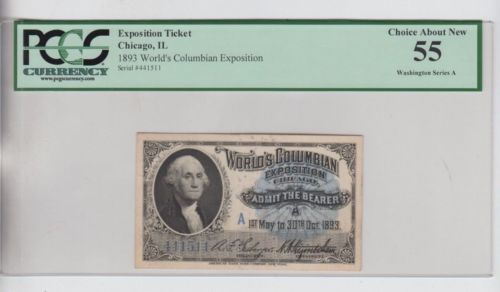 PCGS
CURRENCY
www.pcgscurrency.com
Exposition Ticket
Chicago, IL
1893 World's Columbian Exposition
Serial #441511
Choice About New
55
Washington Series A
WORLD'S COLUMBIAN
EXPOSITION
CHICAGO
ADMIT THE BEARER
A
A 1ST May to 30TH Oct. 1893.
441511